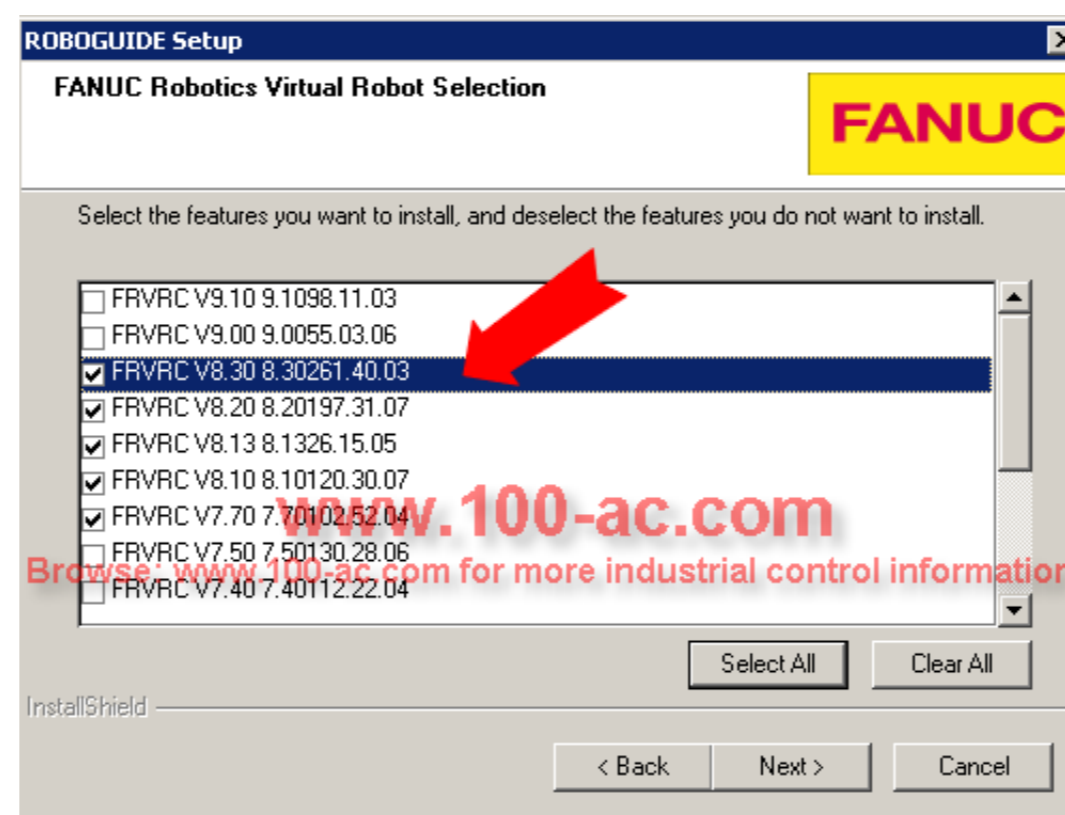 ROBOGUIDE Setup
FANUC Robotics Virtual Robot Selection
FANUC
Select the features you want to install, and deselect the features you do not want to install.
FRVRC V9.10 9.1098.11.03
FRVRC V9.00 9.0055.03.06
FRVRC V8.30 8.30261.40.03
FRVRC V8.20 8.20197.31.07
FRVRC V8.13 8.1326.15.05
FRVRC V8.10 8.10120.30.07
FRVRC V7.70 7.70102.52.04
www.100-ac.com
FRVRC V7.50 7.50130.28.06
Browse: www.100-ac.com for more industrial control information
FRVRC V7.40 7.40112.22.04
Select All Clear All
InstallShield
< Back Next > Cancel